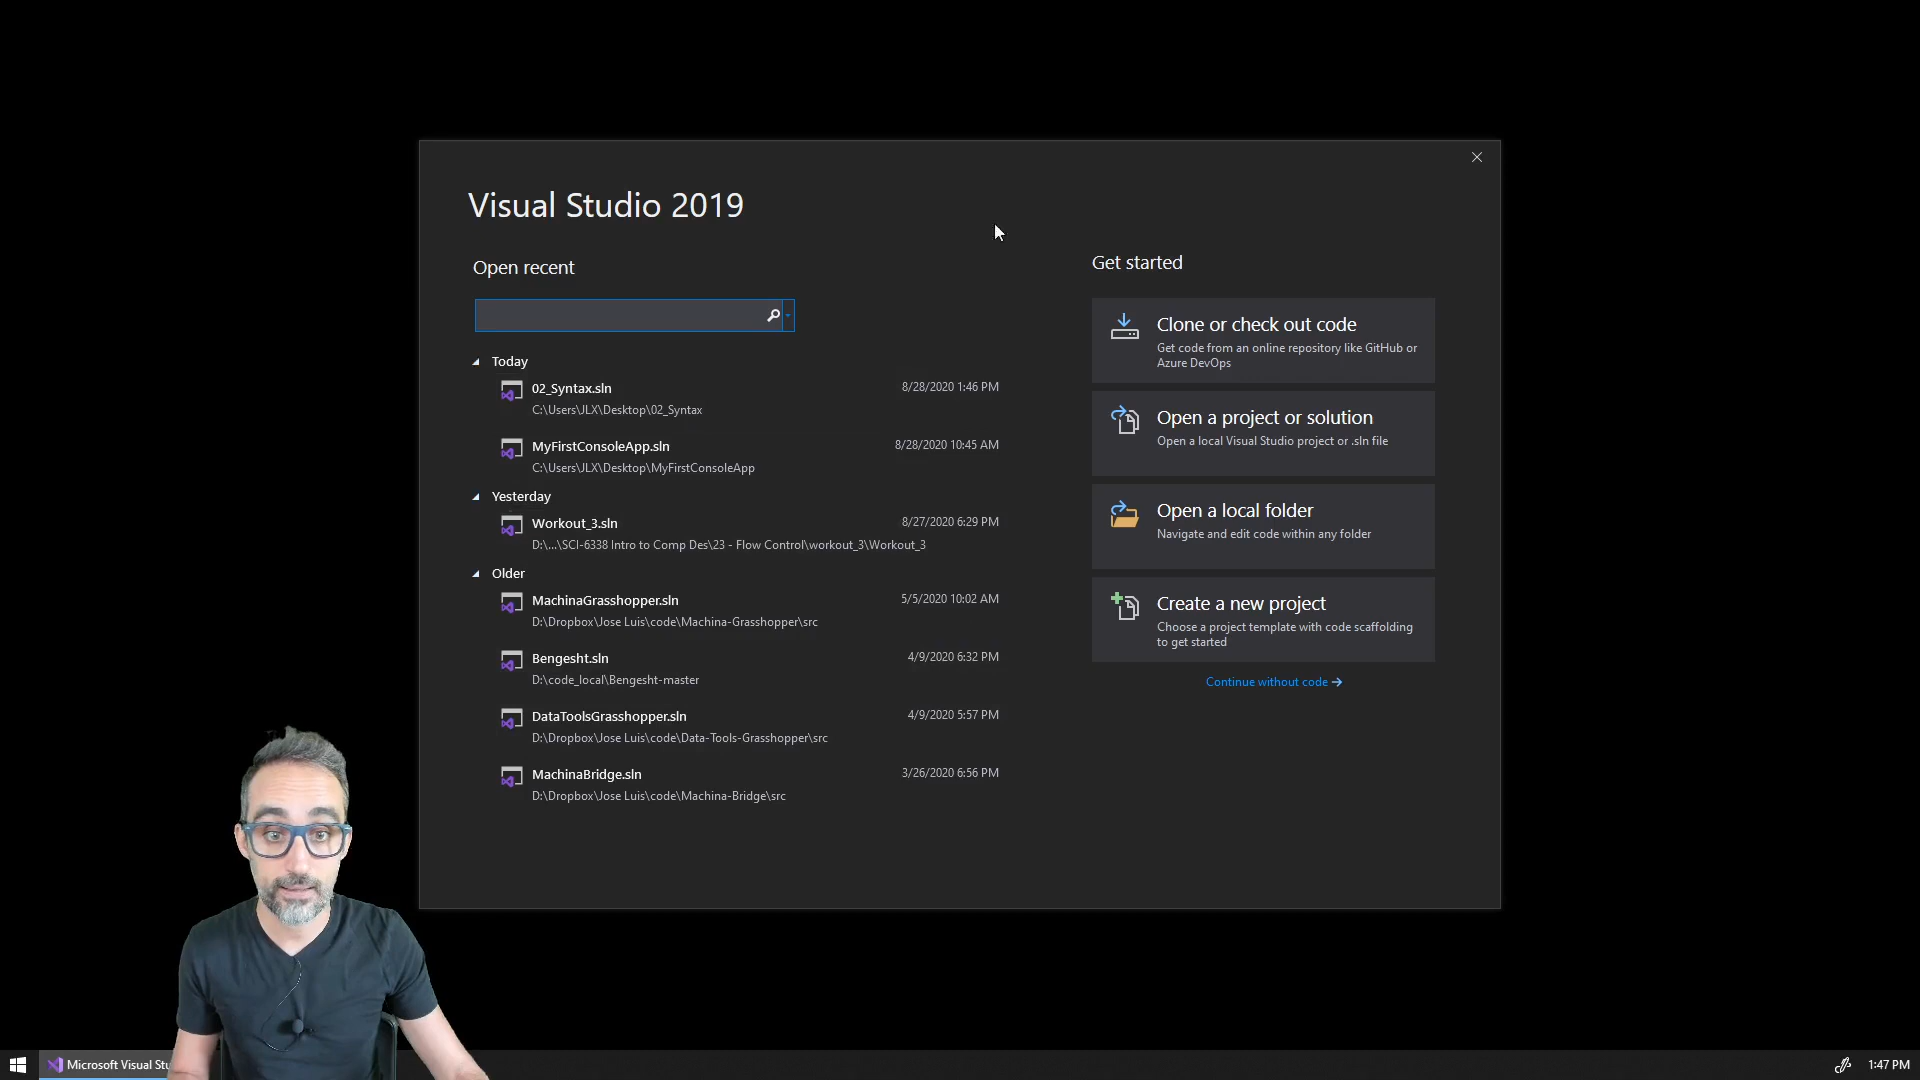 Visual Studio 2019
Open recent
Today
02_Syntax.sln
8/28/2020 1:46 PM
C:\Users\JLX\Desktop\02_Syntax
MyFirstConsoleApp.sln
8/28/2020 10:45 AM
C:\Users\JLX\Desktop\MyFirstConsoleApp
Yesterday
Workout_3.sln
8/27/2020 6:29 PM
D:\...\SCI-6338 Intro to Comp Des\23 - Flow Control\workout_3\Workout_3
Older
MachinaGrasshopper.sln
5/5/2020 10:02 AM
D:\Dropbox\Jose Luis\code\Machina-Grasshopper\src
Bengesht.sln
4/9/2020 6:32 PM
D:\code_local\Bengesht-master
DataToolsGrasshopper.sln
4/9/2020 5:57 PM
D:\Dropbox\Jose Luis\code\Data-Tools-Grasshopper\src
MachinaBridge.sln
3/26/2020 6:56 PM
D:\Dropbox\Jose Luis\code\Machina-Bridge\src
Get started
Clone or check out code
Get code from an online repository like GitHub or
Azure DevOps
Open a project or solution
Open a local Visual Studio project or .sln file
Open a local folder
Navigate and edit code within any folder
Create a new project
Choose a project template with code scaffolding
to get started
Continue without code →
Microsoft Visual Stu
1:47 PM